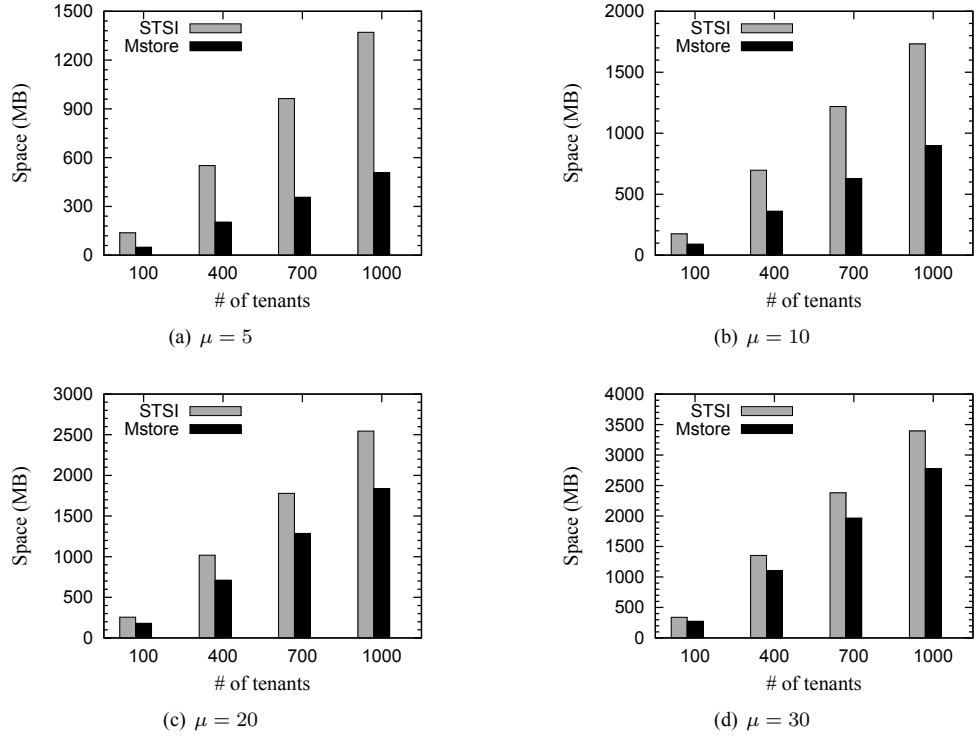 1500
1200
900
600
300
0
Space (MB)
STSI
Mstore
100 400 700 1000
# of tenants
(a) μ = 5
2000
1500
1000
500
0
Space (MB)
STSI
Mstore
100 400 700 1000
# of tenants
(b) μ = 10
3000
2500
2000
1500
1000
500
0
Space (MB)
STSI
Mstore
100 400 700 1000
# of tenants
(c) μ = 20
4000
3500
3000
2500
2000
1500
1000
500
0
Space (MB)
STSI
Mstore
100 400 700 1000
# of tenants
(d) μ = 30